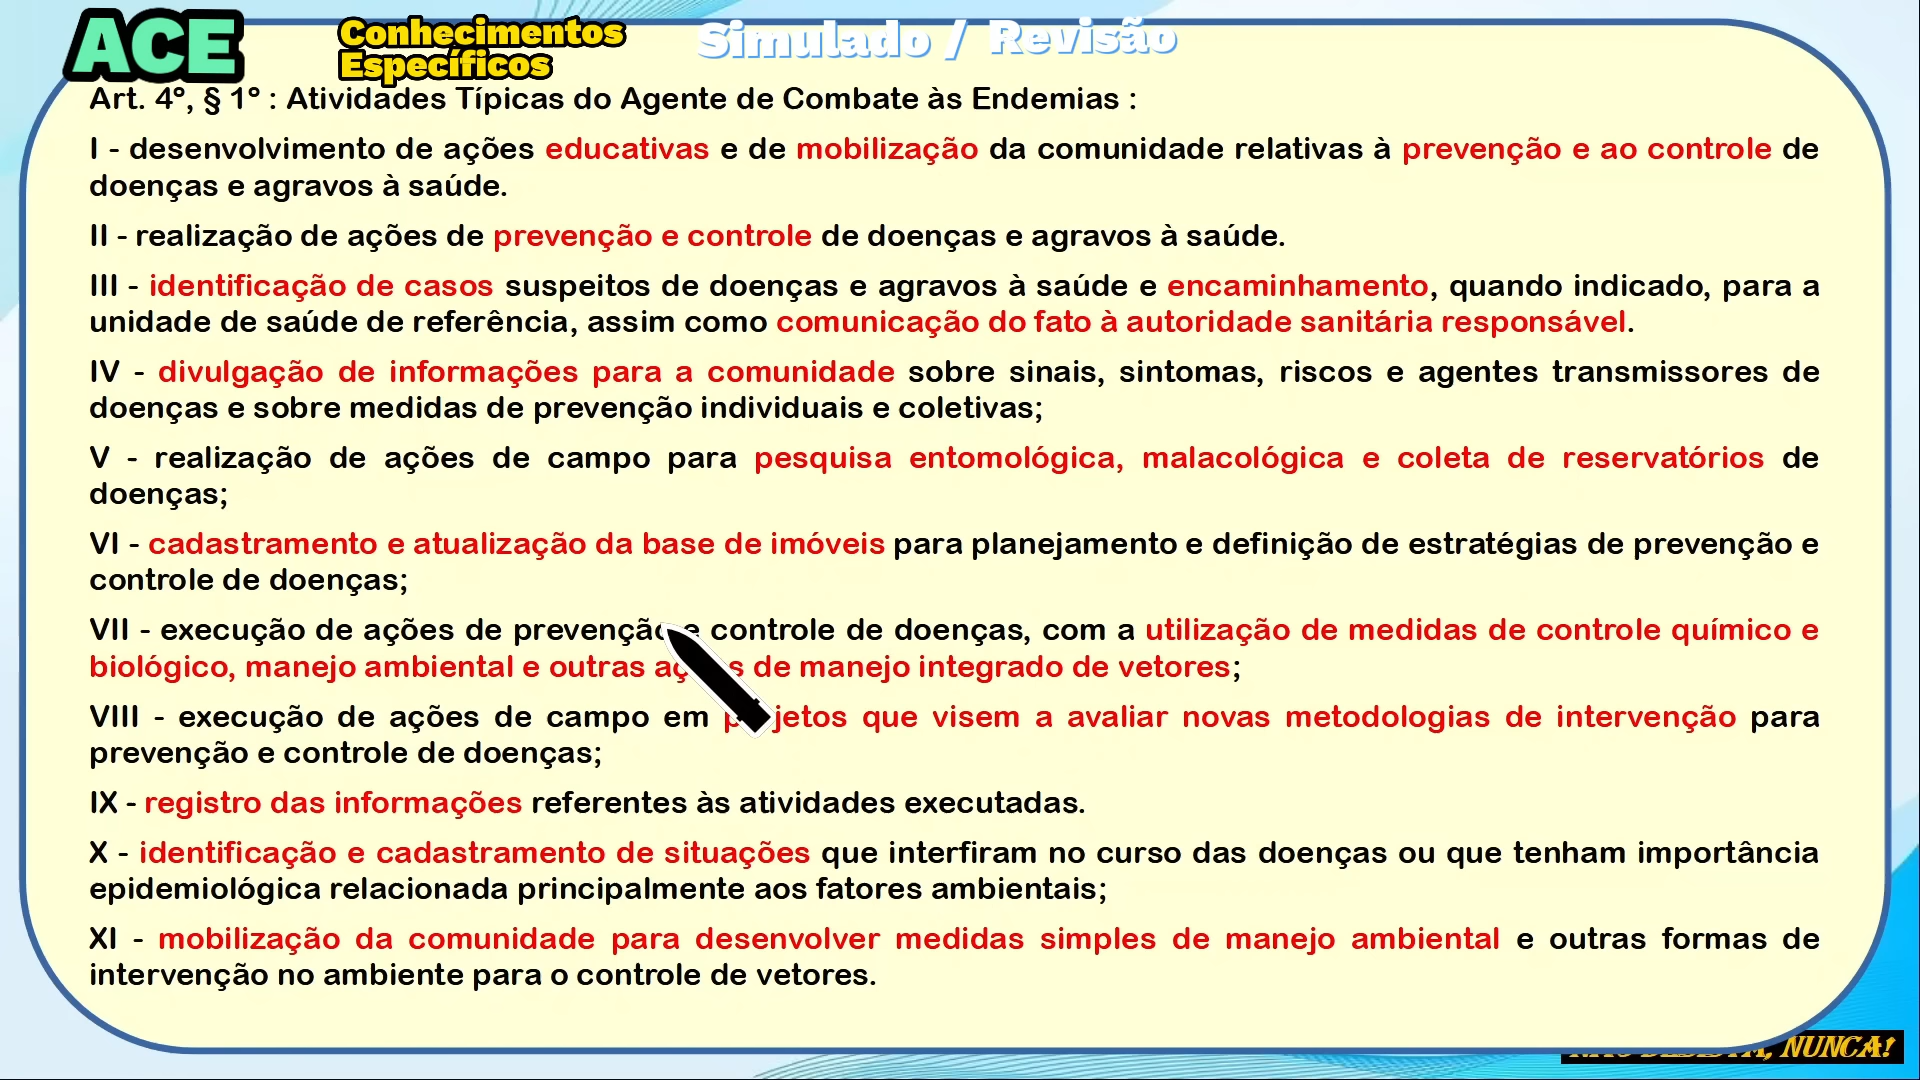 ACE
Conhecimentos
Específicos
Simulado / Revisão
Art. 4º, § 1º : Atividades Típicas do Agente de Combate às Endemias :
I - desenvolvimento de ações educativas e de mobilização da comunidade relativas à prevenção e ao controle de
doenças e agravos à saúde.
II - realização de ações de prevenção e controle de doenças e agravos à saúde.
III - identificação de casos suspeitos de doenças e agravos à saúde e encaminhamento, quando indicado, para a
unidade de saúde de referência, assim como comunicação do fato à autoridade sanitária responsável.
IV - divulgação de informações para a comunidade sobre sinais, sintomas, riscos e agentes transmissores de
doenças e sobre medidas de prevenção individuais e coletivas;
V - realização de ações de campo para pesquisa entomológica, malacológica e coleta de reservatórios de
doenças;
VI - cadastramento e atualização da base de imóveis para planejamento e definição de estratégias de prevenção e
controle de doenças;
VII - execução de ações de prevenção e controle de doenças, com a utilização de medidas de controle químico e
biológico, manejo ambiental e outras ações de manejo integrado de vetores;
VIII - execução de ações de campo em projetos que visem a avaliar novas metodologias de intervenção para
prevenção e controle de doenças;
IX - registro das informações referentes às atividades executadas.
X - identificação e cadastramento de situações que interfiram no curso das doenças ou que tenham importância
epidemiológica relacionada principalmente aos fatores ambientais;
XI - mobilização da comunidade para desenvolver medidas simples de manejo ambiental e outras formas de
intervenção no ambiente para o controle de vetores.
NUNCA!